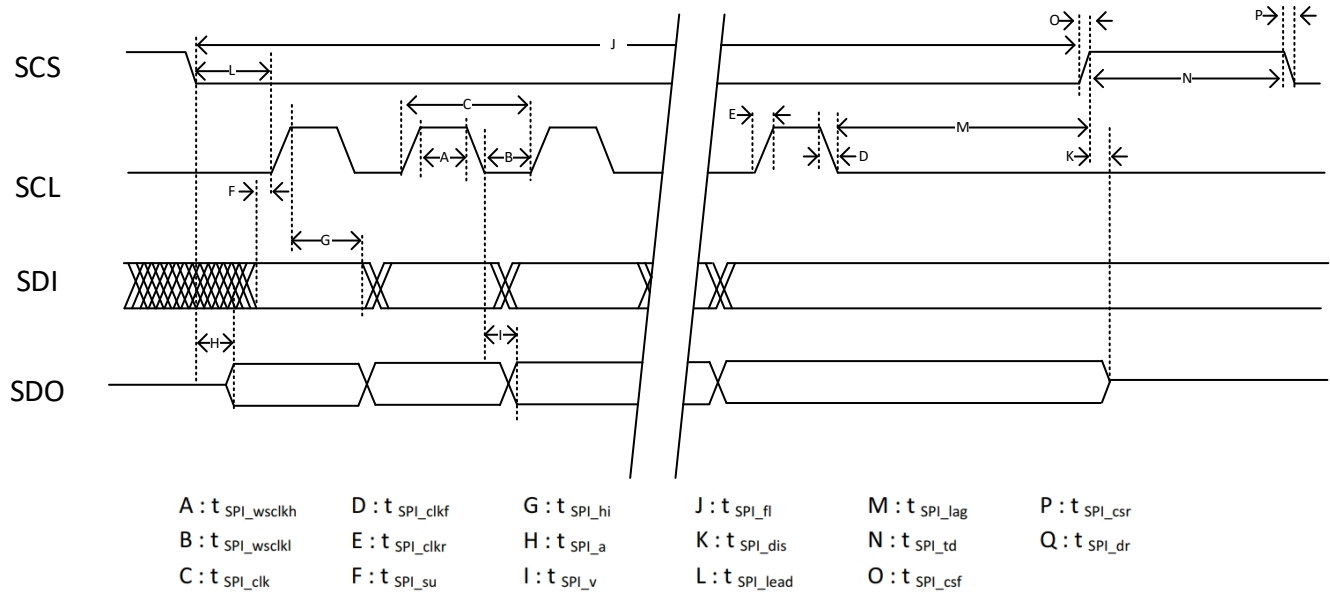 O
P
J
SCS
L
N
C
E
M
A
B
D
K
SCL
F
G
SDI
H
I
SDO
A : t SPI_wsclkh
D : t SPI_clkf
G : t SPI_hi
J : t SPI_fl
M : t SPI_lag
P : t SPI_csr
B : t SPI_wsclkl
E : t SPI_clkr
H : t SPI_a
K : t SPI_dis
N : t SPI_td
Q : t SPI_dr
C : t SPI_clk
F : t SPI_su
I : t SPI_v
L : t SPI_lead
O : t SPI_csf